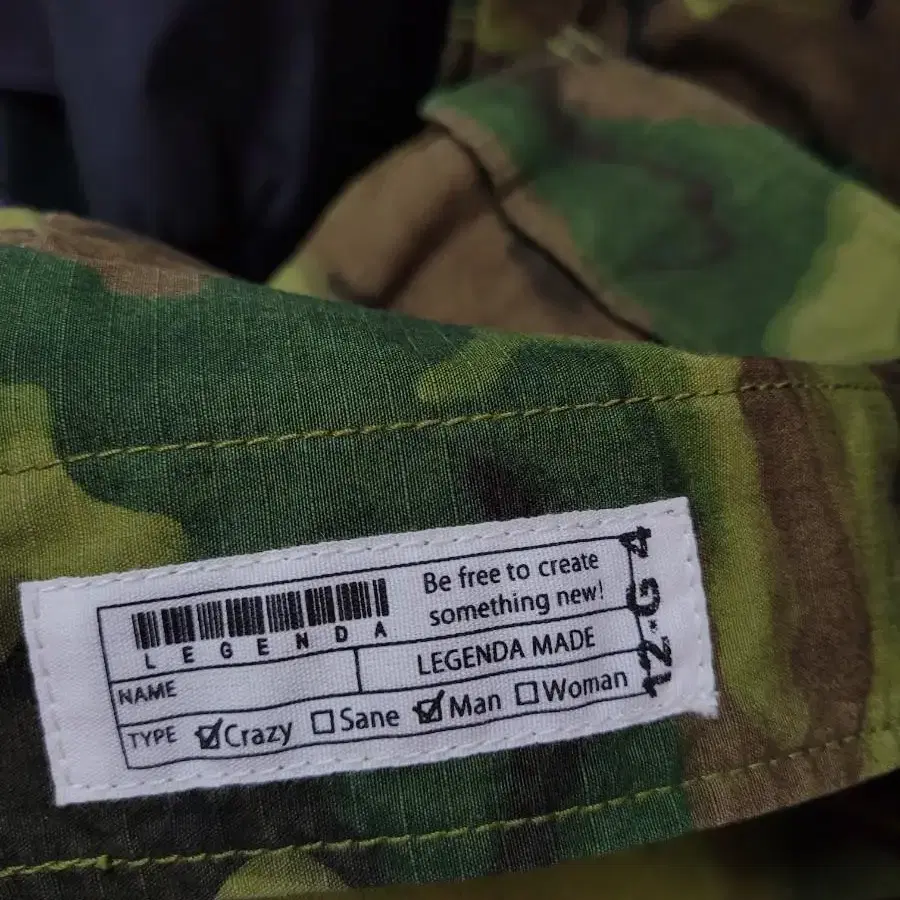 LEGENDA
Be free to create
something new!
LEGENDA MADE
NAME
TYPE ☑Crazy ☐Sane ☑Man ☐Woman
12-G 4